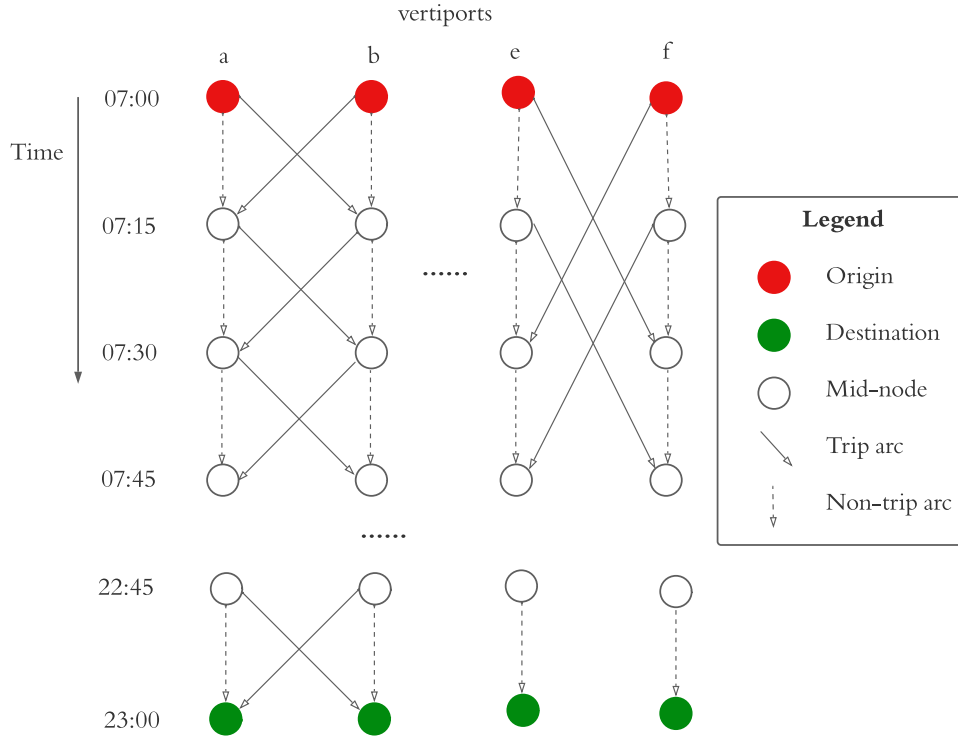 vertiports
a b e f
07:00
Time
07:15
......
07:30
07:45
......
22:45
23:00
Legend
Origin
Destination
Mid-node
Trip arc
Non-trip arc